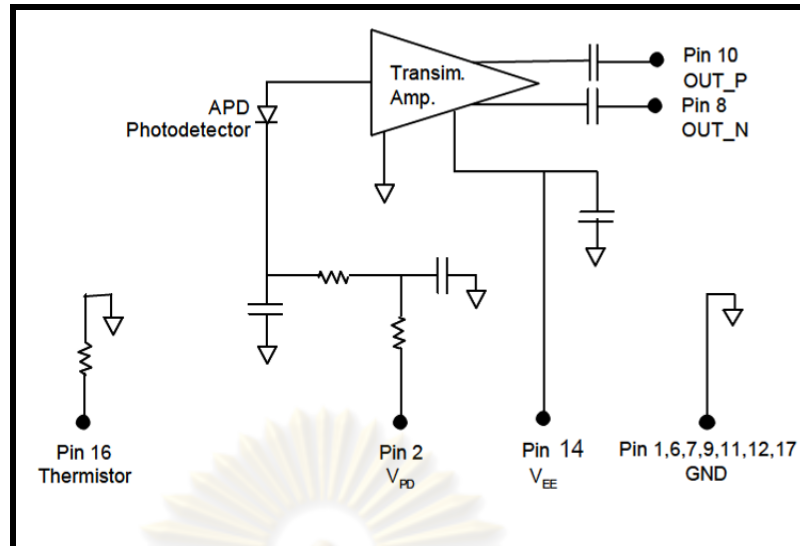 Transim.
Amp.
Pin 10
OUT_P
Pin 8
OUT_N
APD
Photodetector
Pin 16
Thermistor
Pin 2
V_PD
Pin 14
V_EE
Pin 1,6,7,9,11,12,17
GND